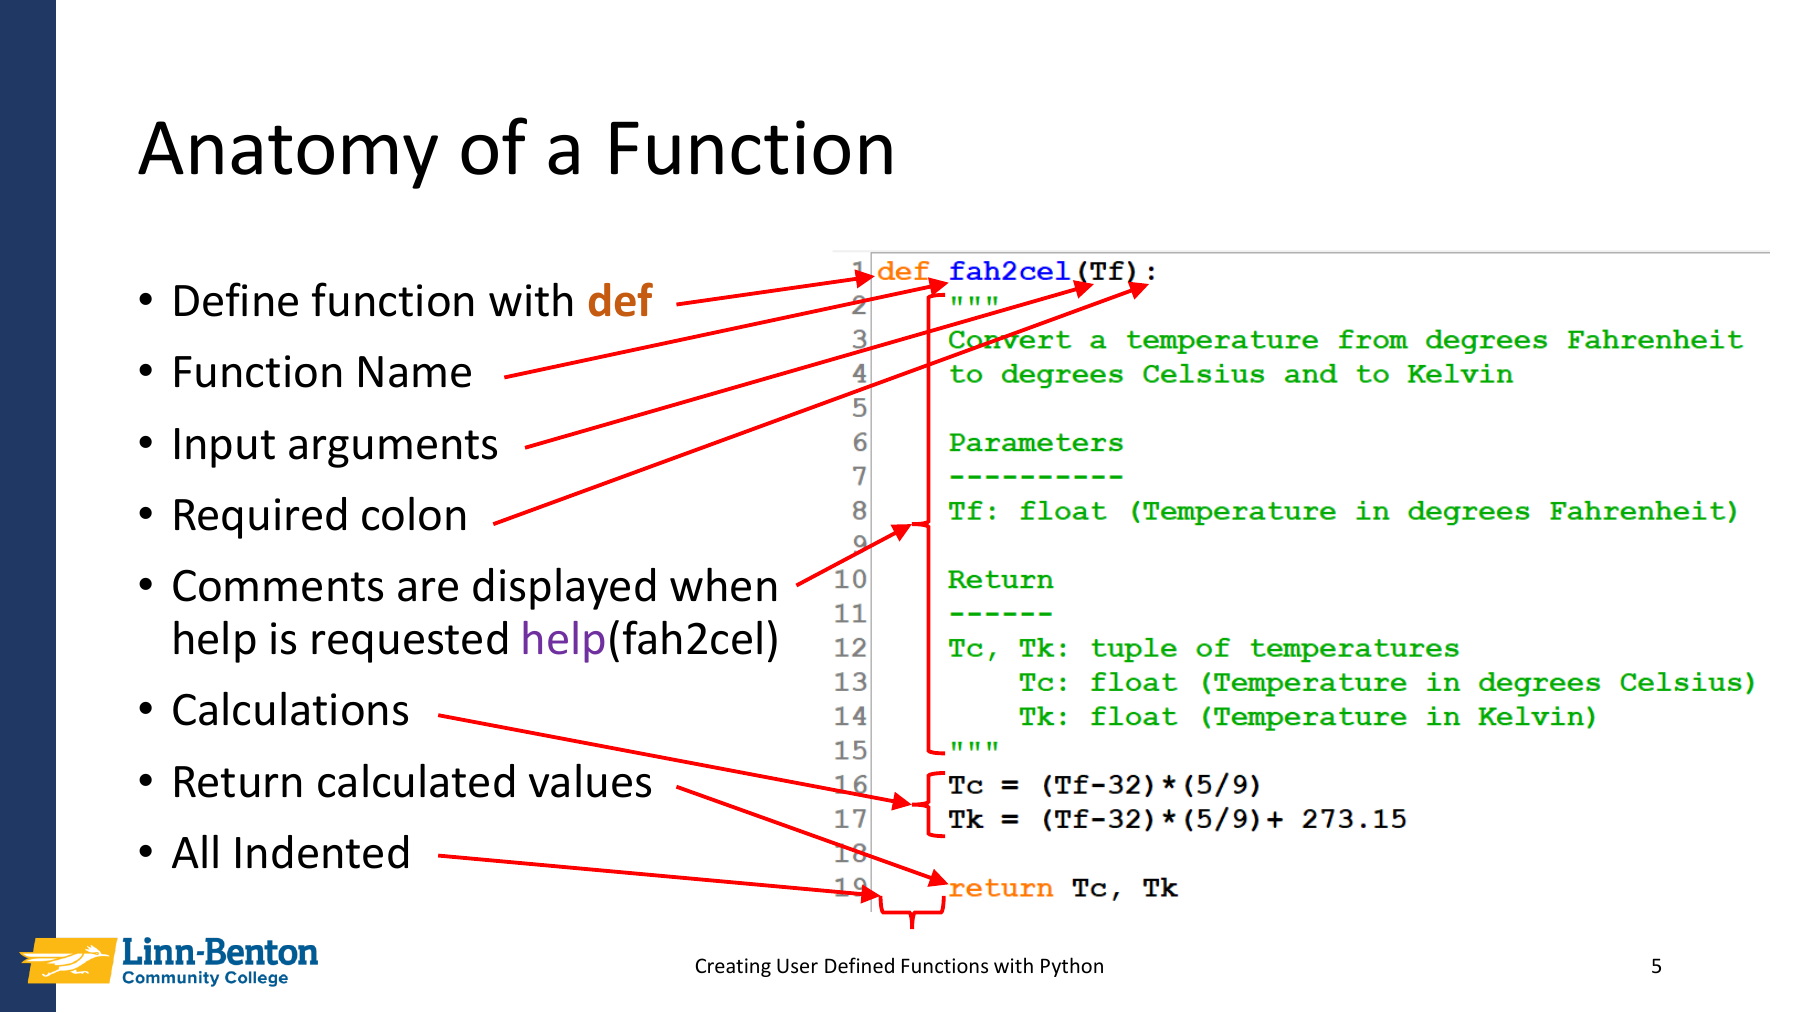 Anatomy of a Function
• Define function with def
• Function Name
• Input arguments
• Required colon
• Comments are displayed when
help is requested help(fah2cel)
• Calculations
• Return calculated values
• All Indented
1 def fah2cel(Tf):
2     """
3     Convert a temperature from degrees Fahrenheit
4     to degrees Celsius and to Kelvin
5
6     Parameters
7     ----------
8     Tf: float (Temperature in degrees Fahrenheit)
9
10     Return
11     ------
12     Tc, Tk: tuple of temperatures
13         Tc: float (Temperature in degrees Celsius)
14         Tk: float (Temperature in Kelvin)
15     """
16     Tc = (Tf-32)*(5/9)
17     Tk = (Tf-32)*(5/9)+ 273.15
18
19     return Tc, Tk
Linn-Benton
Community College
Creating User Defined Functions with Python
5